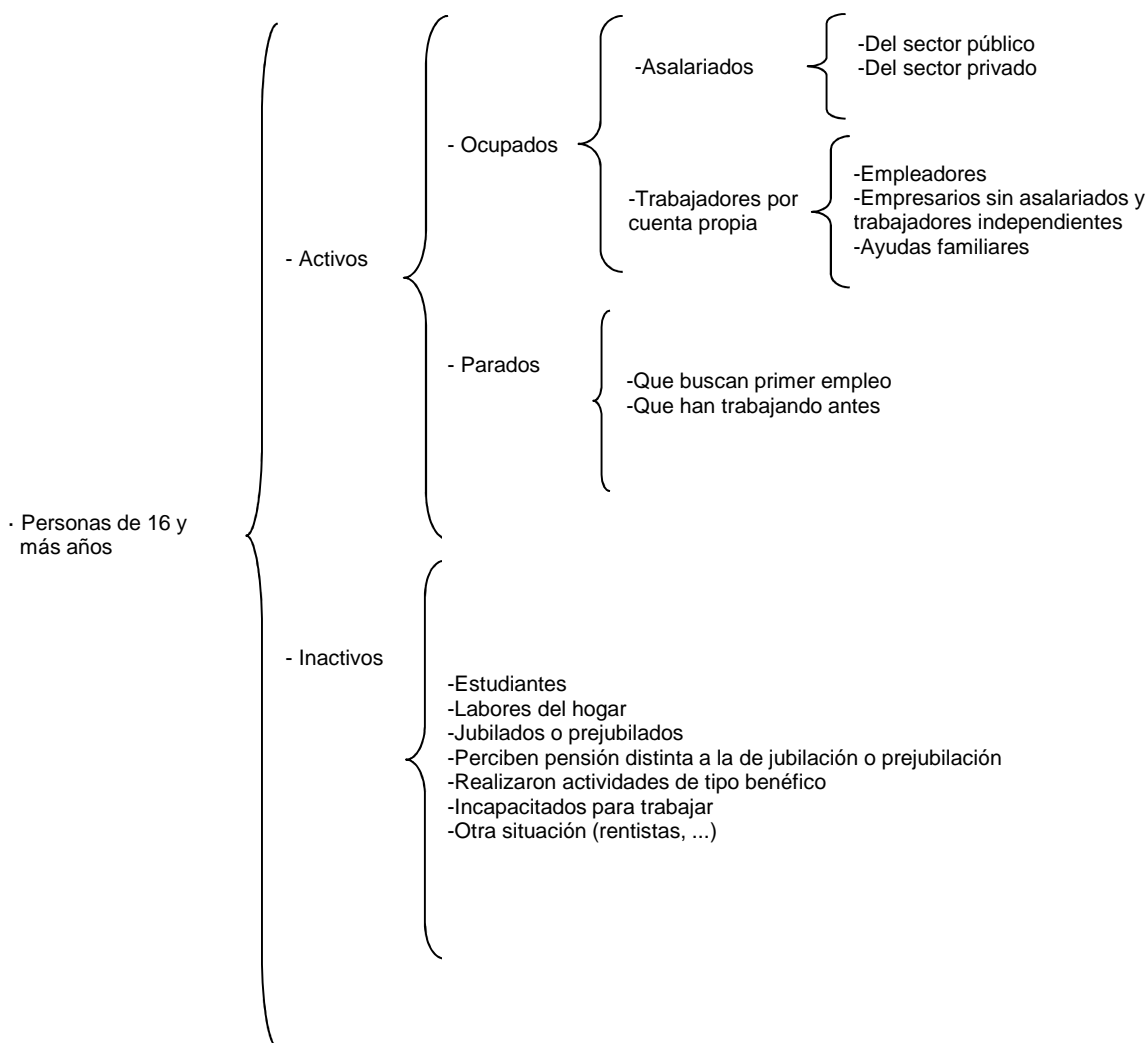 · Personas de 16 y
más años
- Activos
- Ocupados
-Asalariados
-Del sector público
-Del sector privado
-Trabajadores por
cuenta propia
-Empleadores
-Empresarios sin asalariados y
trabajadores independientes
-Ayudas familiares
- Parados
-Que buscan primer empleo
-Que han trabajando antes
- Inactivos
-Estudiantes
-Labores del hogar
-Jubilados o prejubilados
-Perciben pensión distinta a la de jubilación o prejubilación
-Realizaron actividades de tipo benéfico
-Incapacitados para trabajar
-Otra situación (rentistas, ...)